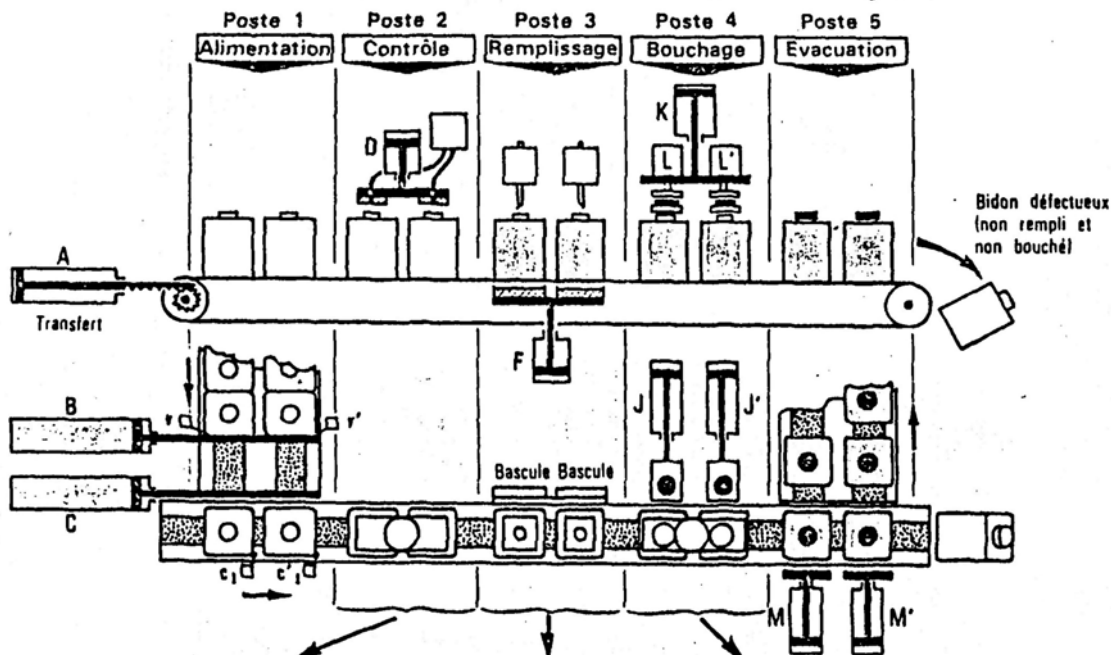 Poste 1 Poste 2 Poste 3 Poste 4 Poste 5
Alimentation Contrôle Remplissage Bouchage Evacuation
K
D
L L'
Bidon défectueux
(non rempli et
non bouché)
A
Transfert
F
B
v v'
J J'
Bascule Bascule
C
c1 c'1
M M'